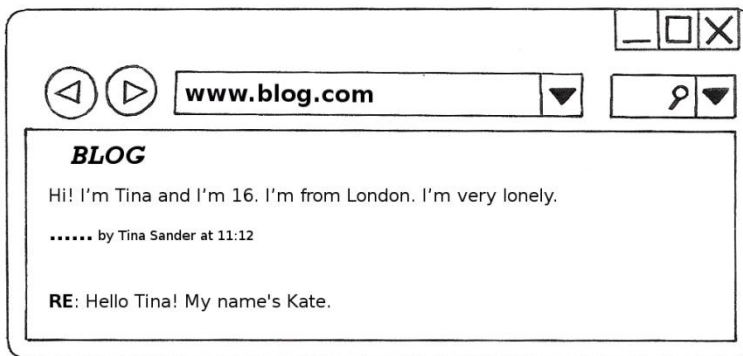 www.blog.com
BLOG
Hi! I’m Tina and I’m 16. I’m from London. I’m very lonely.
...... by Tina Sander at 11:12
RE: Hello Tina! My name's Kate.